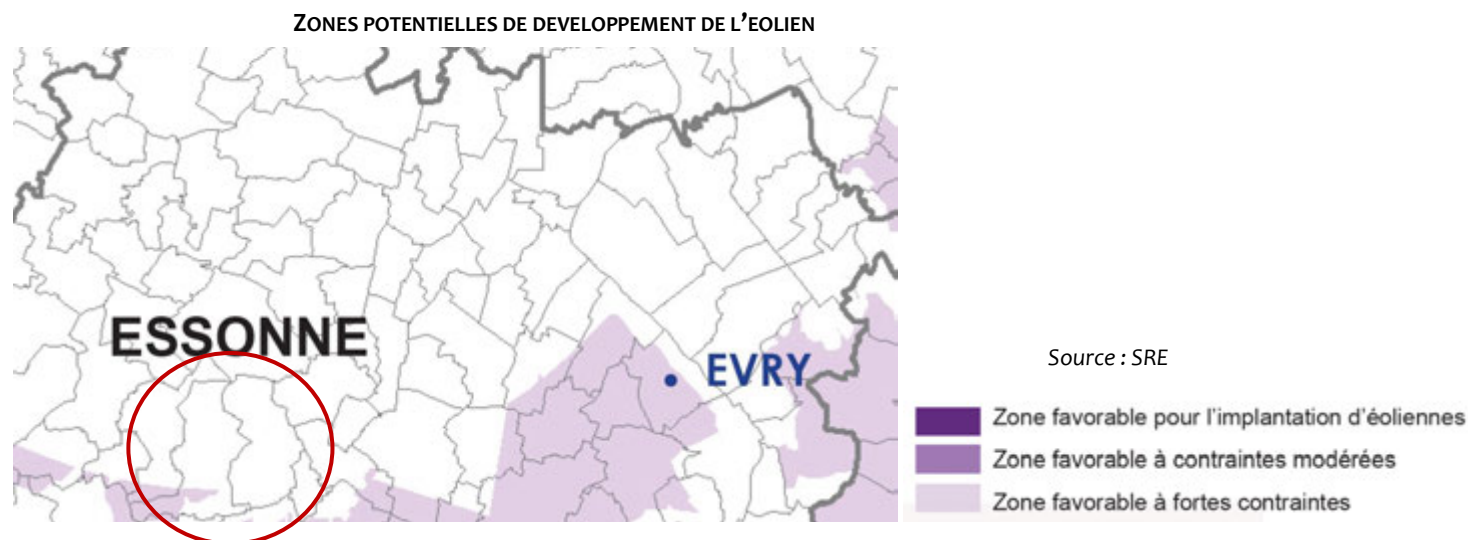 ZONES POTENTIELLES DE DEVELOPPEMENT DE L'EOLIEN
ESSONNE
EVRY
Source : SRE
Zone favorable pour l'implantation d'éoliennes
Zone favorable à contraintes modérées
Zone favorable à fortes contraintes